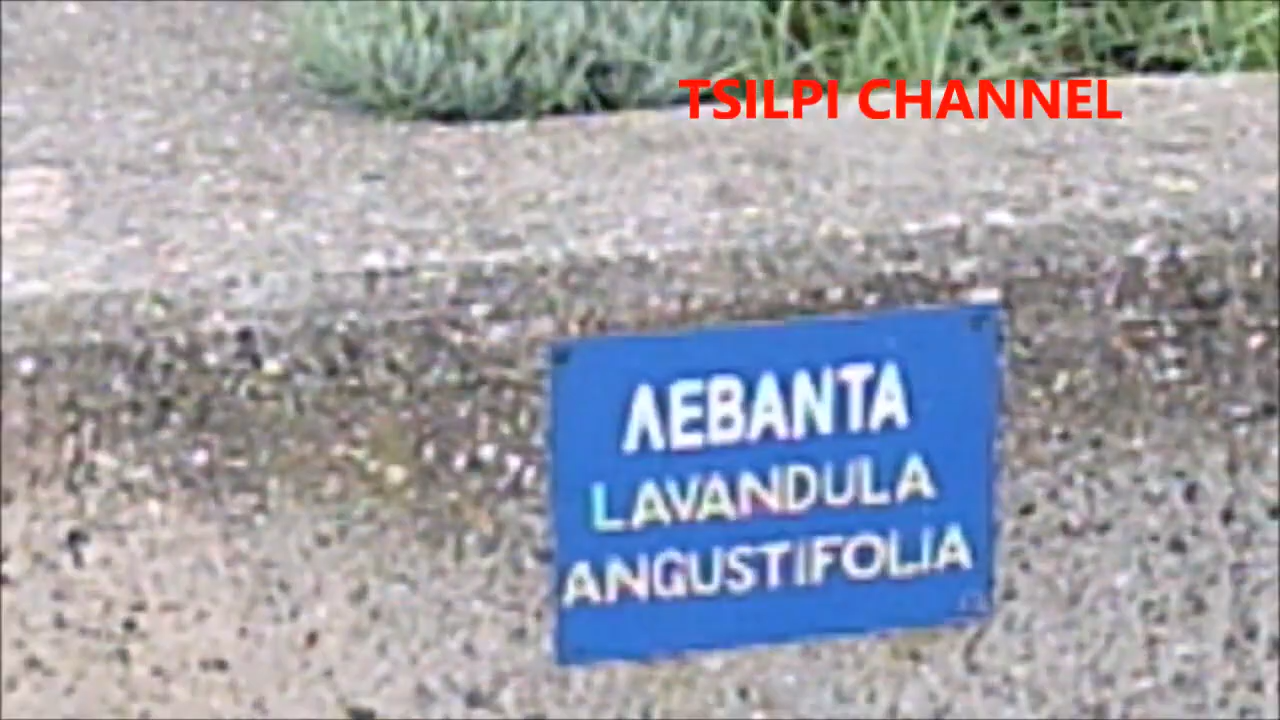 TSILPI CHANNEL
ΛΕΒΑΝΤΑ
LAVANDULA
ANGUSTIFOLIA